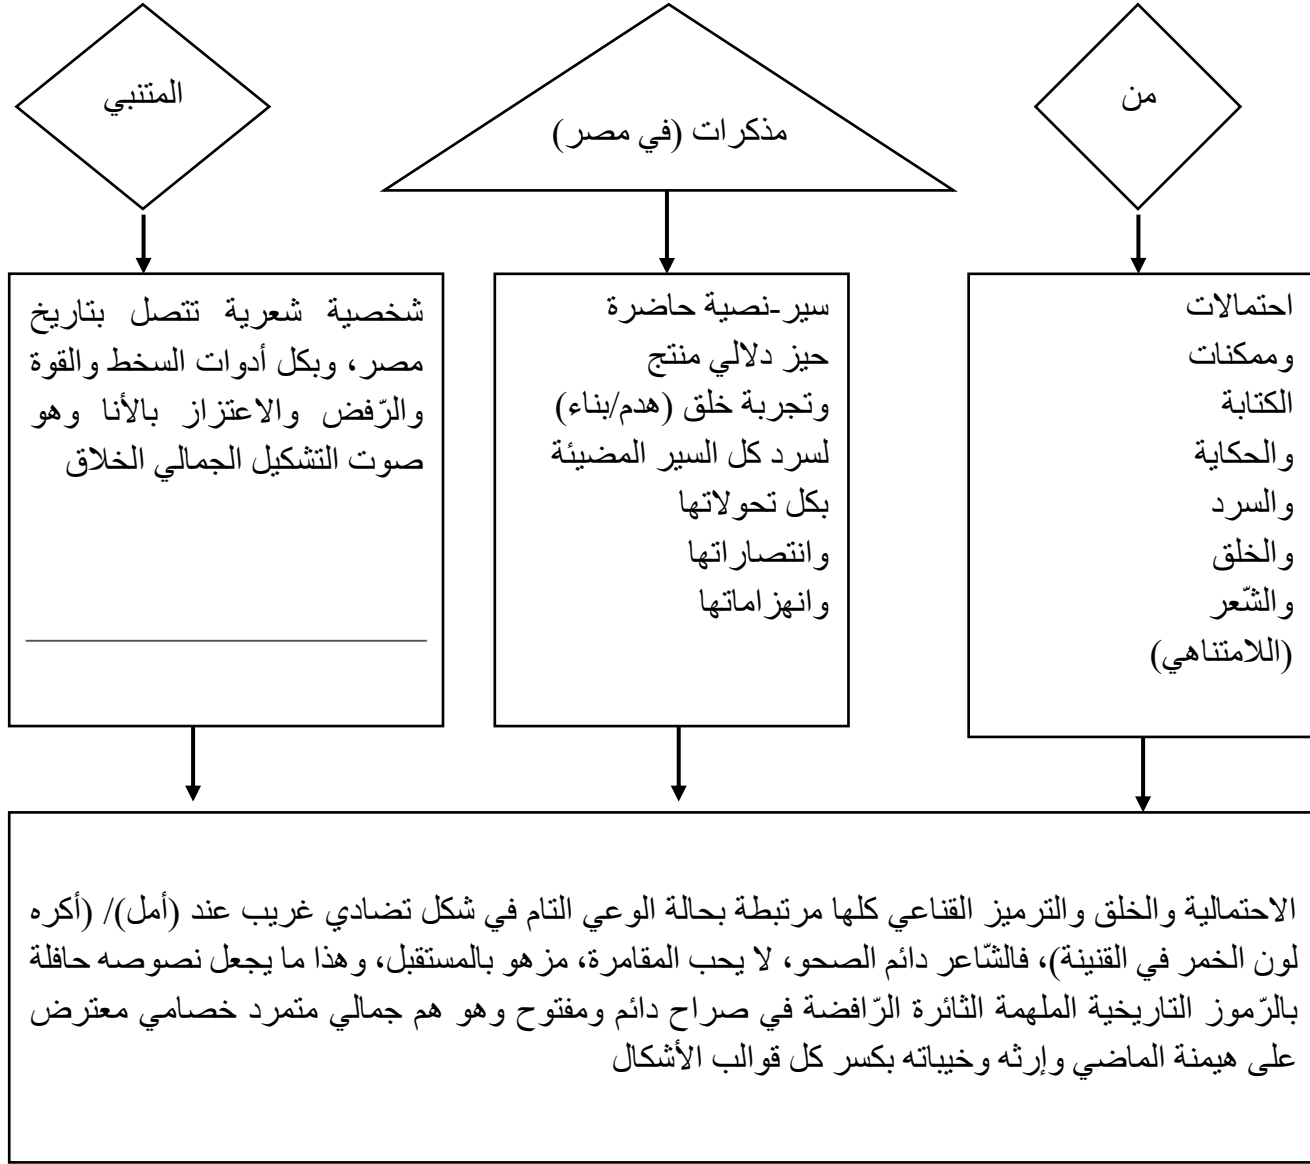 من
مذكرات (في مصر)
المتنبي
احتمالات
وممكنات
الكتابة
والحكاية
والسرد
والخلق
والشّعر
(اللامتناهي)
سير-نصية حاضرة
حيز دلالي منتج
وتجربة خلق (هدم/بناء)
لسرد كل السير المضيئة
بكل تحولاتها
وانتصاراتها
وانهزاماتها
شخصية شعرية تتصل بتاريخ
مصر، وبكل أدوات السخط والقوة
والرّفض والاعتزاز بالأنا وهو
صوت التشكيل الجمالي الخلاق
الاحتمالية والخلق والترميز القناعي كلها مرتبطة بحالة الوعي التام في شكل تضادي غريب عند (أمل)/ (أكره
لون الخمر في القنينة)، فالشّاعر دائم الصحو، لا يحب المقامرة، مزهو بالمستقبل، وهذا ما يجعل نصوصه حافلة
بالرّموز التاريخية الملهمة الثائرة الرّافضة في صراح دائم ومفتوح وهو هم جمالي متمرد خصامي معترض
على هيمنة الماضي وإرثه وخيباته بكسر كل قوالب الأشكال